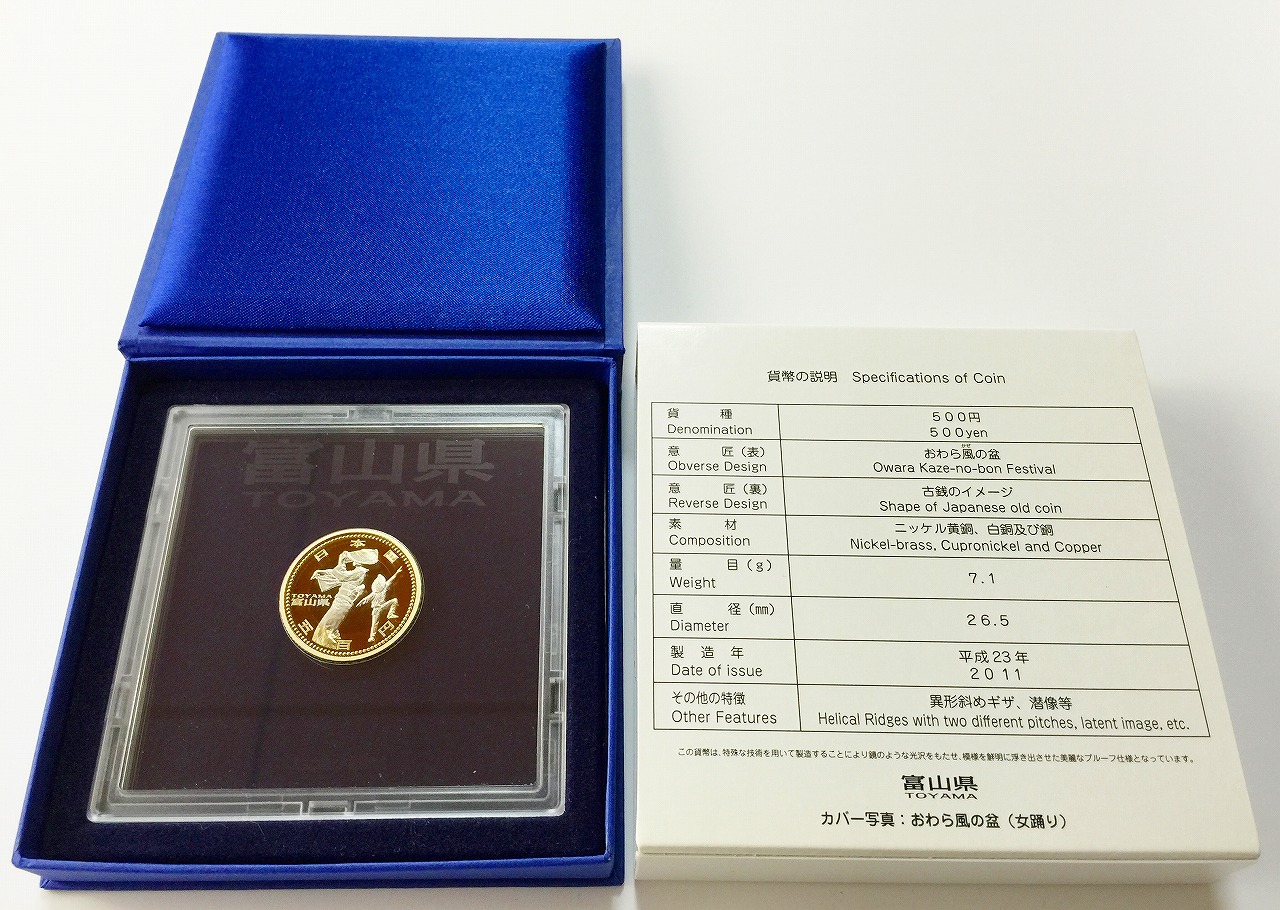 富山県
TOYAMA
日本国
TOYAMA
富山県
五百円
貨幣の説明 Specifications of Coin
貨 種
Denomination
500円
500yen
意 匠(表)
Obverse Design
かぜ
おわら風の盆
Owara Kaze-no-bon Festival
意 匠(裏)
Reverse Design
古銭のイメージ
Shape of Japanese old coin
素 材
Composition
ニッケル黄銅、白銅及び銅
Nickel-brass, Cupronickel and Copper
量 目(g)
Weight
7.1
直 径(㎜)
Diameter
26.5
製 造 年
Date of issue
平成23年
2011
その他の特徴
Other Features
異形斜めギザ、潜像等
Helical Ridges with two different pitches, latent image, etc.
この貨幣は、特殊な技術を用いて製造することにより鏡のような光沢をもたせ、模様を鮮明に浮き出させた美麗なプルーフ仕様となっています。
富山県
TOYAMA
カバー写真:おわら風の盆(女踊り)